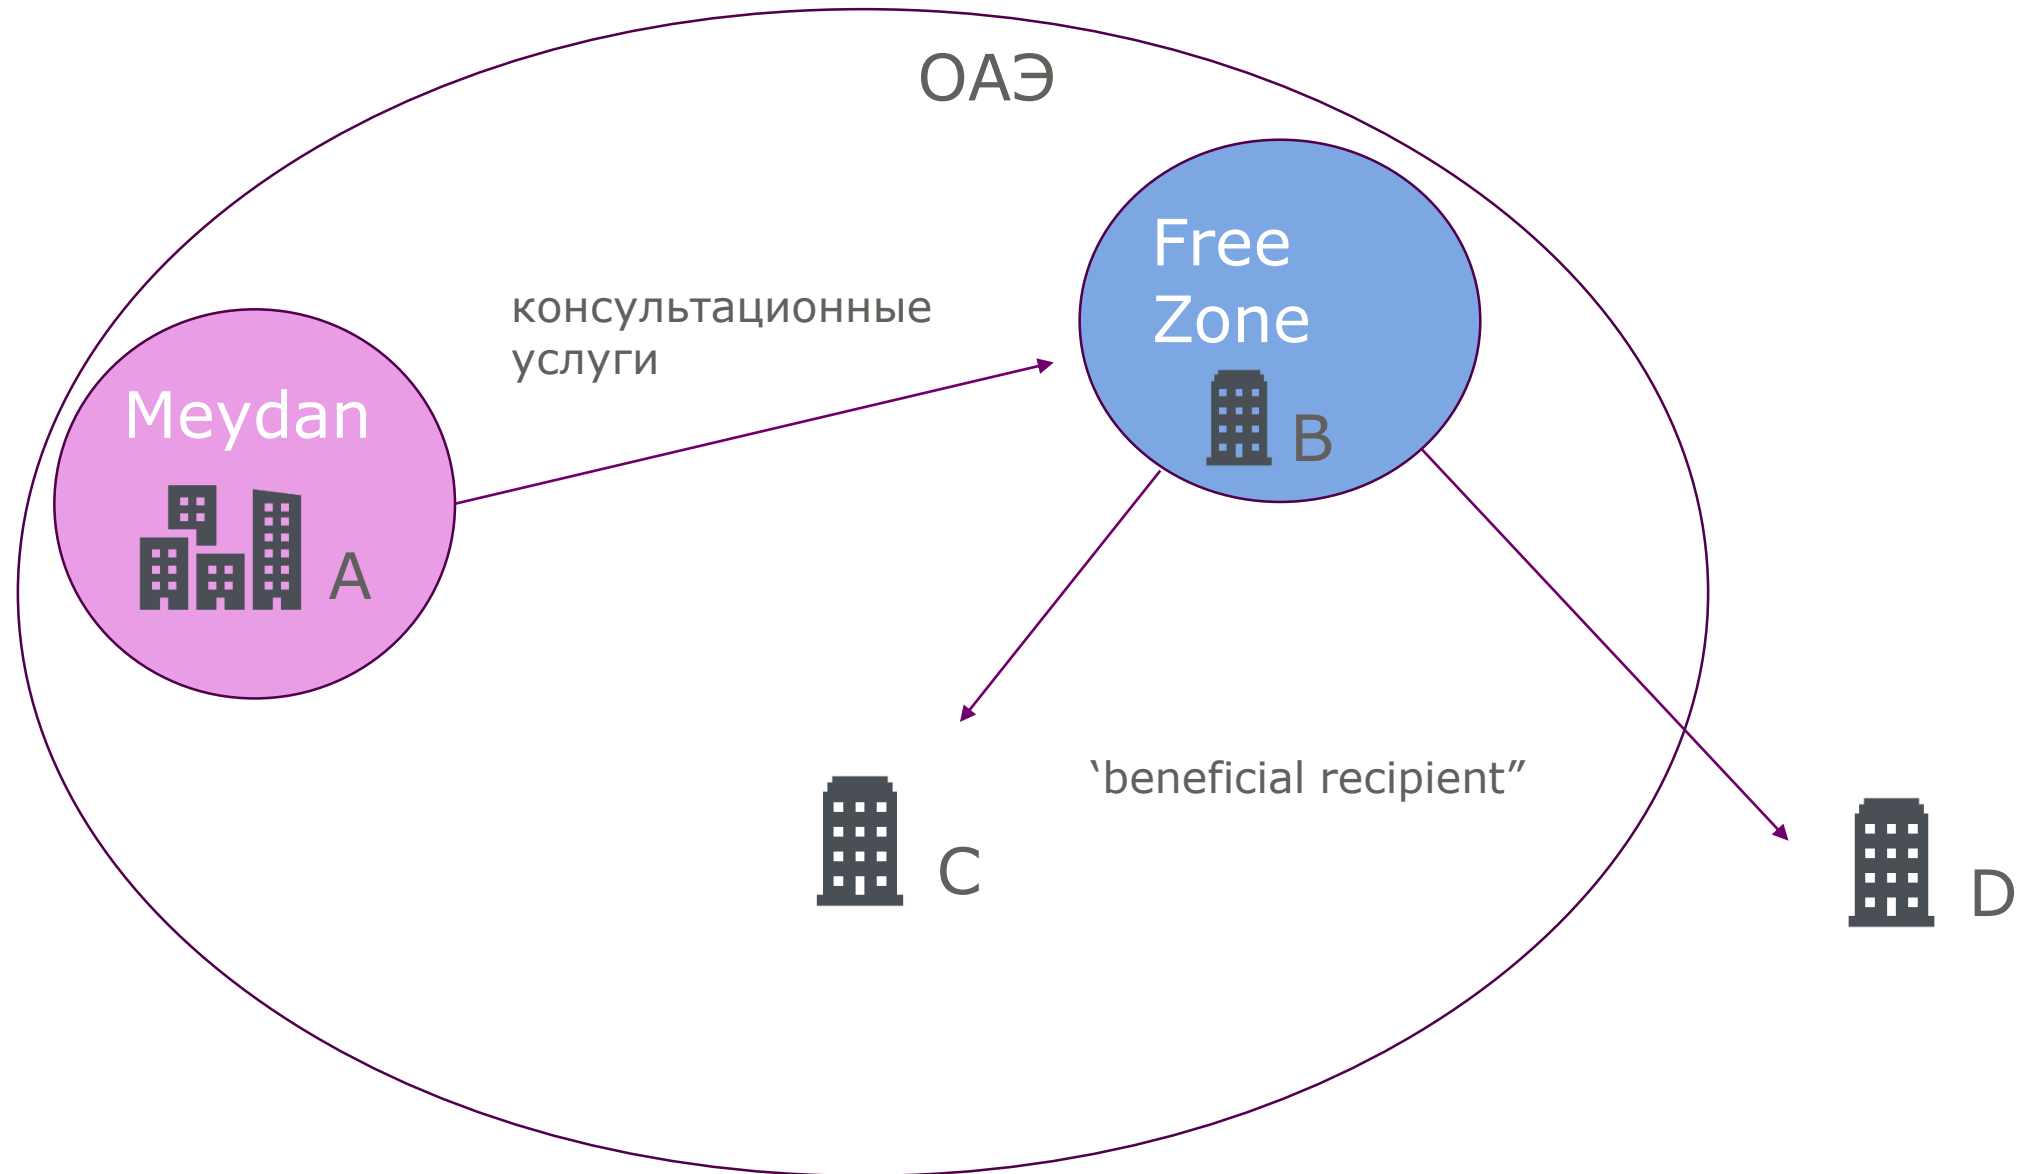 ОАЭ
Free
Zone
B
консультационные
услуги
Meydan
A
‘beneficial recipient”
C
D